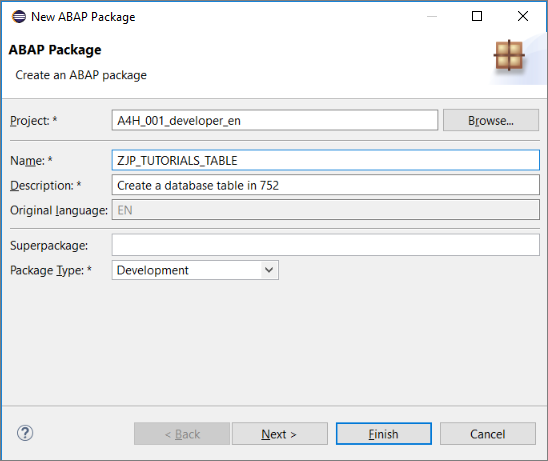 New ABAP Package
ABAP Package
Create an ABAP package
Project: * A4H_001_developer_en Browse...
Name: * ZJP_TUTORIALS_TABLE
Description: * Create a database table in 752
Original language: EN
Superpackage:
Package Type: * Development
? < Back Next > Finish Cancel